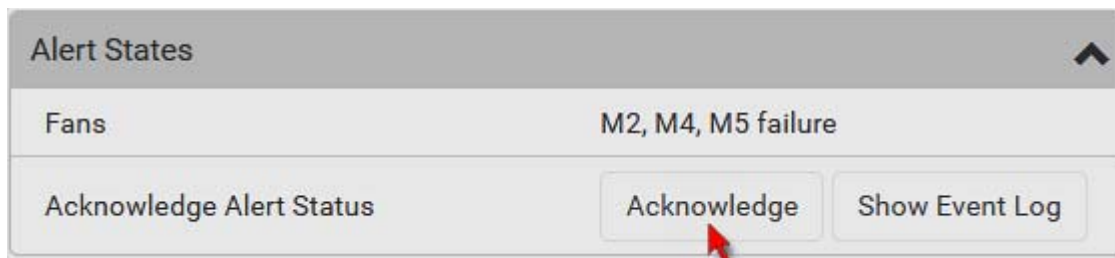 Alert States
Fans M2, M4, M5 failure
Acknowledge Alert Status Acknowledge Show Event Log